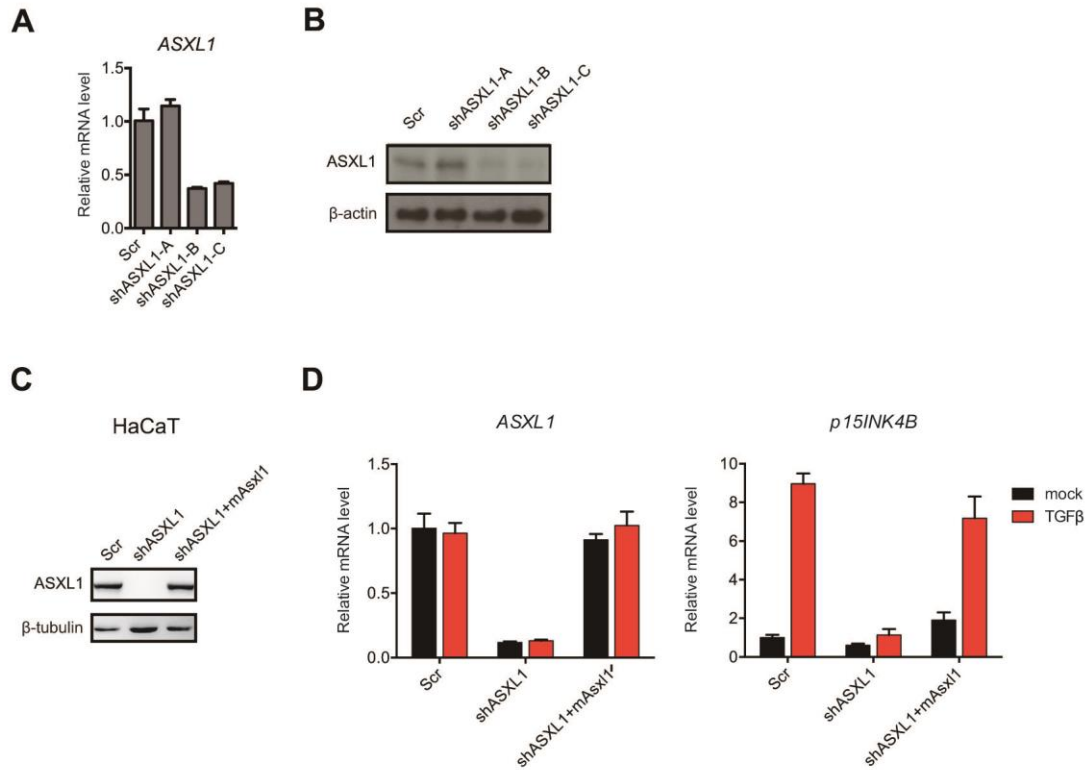 A
ASXL1
Relative mRNA level
1.5
1.0
0.5
0.0
Scr
shASXL1-A
shASXL1-B
shASXL1-C
B
Scr
shASXL1-A
shASXL1-B
shASXL1-C
ASXL1
β-actin
C
HaCaT
Scr
shASXL1
shASXL1+mAsxl1
ASXL1
β-tubulin
D
ASXL1
Relative mRNA level
1.5
1.0
0.5
0.0
Scr
shASXL1
shASXL1+mAsxl1
p15INK4B
Relative mRNA level
10
8
6
4
2
0
Scr
shASXL1
shASXL1+mAsxl1
mock
TGFβ